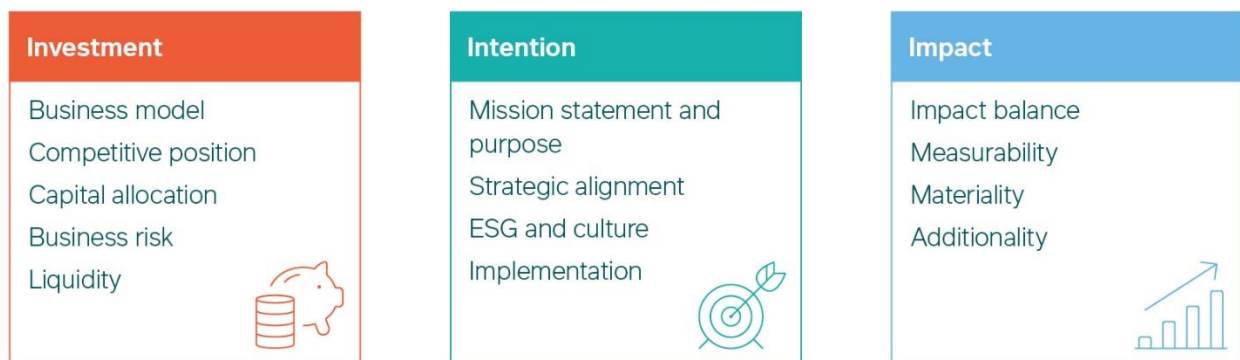 Investment
Business model
Competitive position
Capital allocation
Business risk
Liquidity
Intention
Mission statement and
purpose
Strategic alignment
ESG and culture
Implementation
Impact
Impact balance
Measurability
Materiality
Additionality